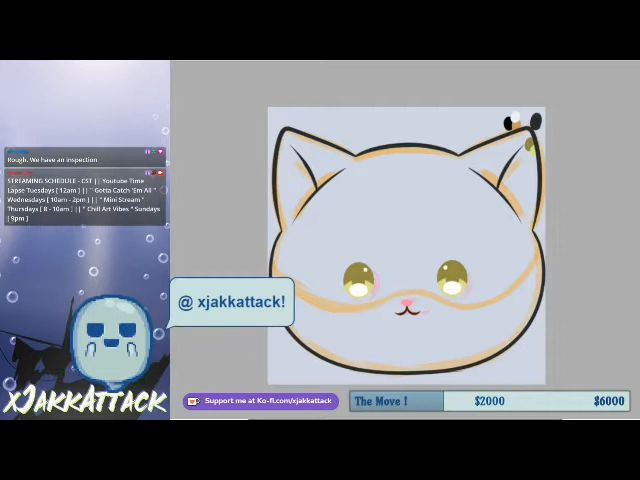 Rough. We have an inspection
STREAMING SCHEDULE - CST || Youtube Time
Lapse Tuesdays [ 12am ] || " Gotta Catch 'Em All "
Wednesdays [ 10am - 2pm ] || " Mini Stream "
Thursdays [ 8 - 10am ] || " Chill Art Vibes " Sundays
[ 9pm ]
@ xjakkattack!
xJakkAttack
Support me at Ko-fi.com/xjakkattack
The Move !
$2000
$6000